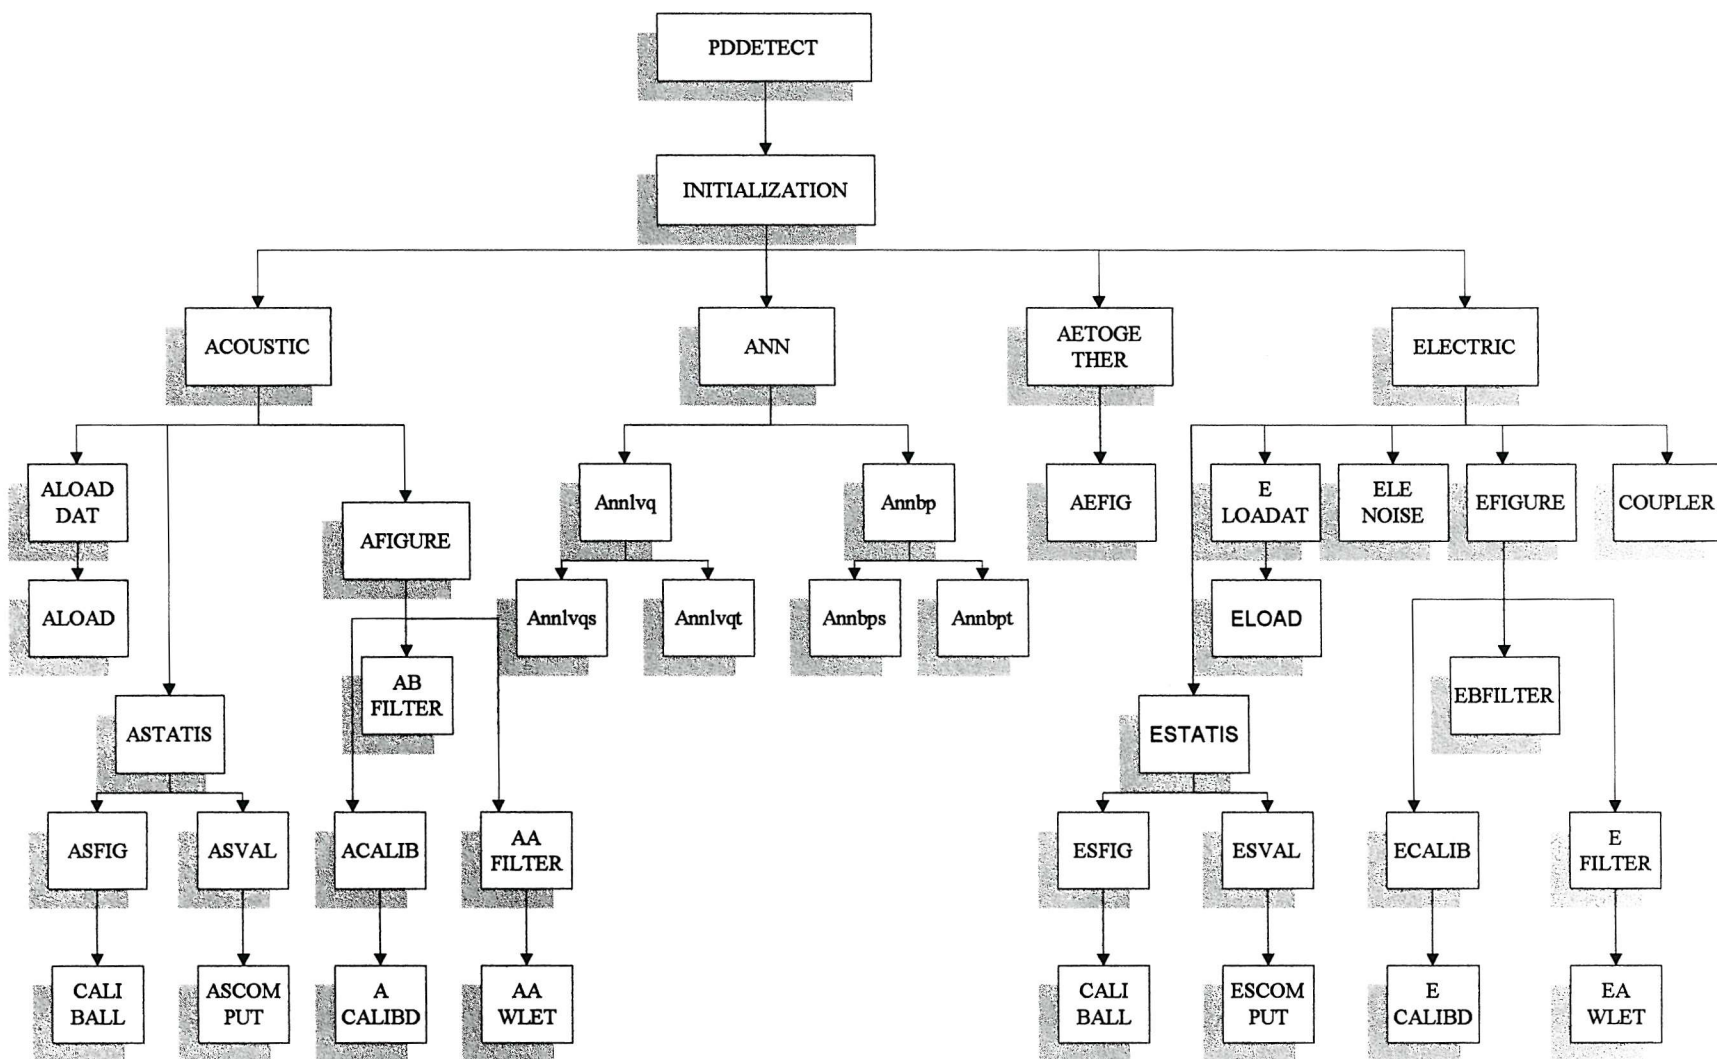 PDDETECT
INITIALIZATION
ACOUSTIC
ANN
AETOGE
THER
ELECTRIC
ALOAD
DAT
AFIGURE
Annlvq
Annbp
AEFIG
E
LOADAT
ELE
NOISE
EFIGURE
COUPLER
ALOAD
Annlvqs
Annlvqt
Annbps
Annbpt
ELOAD
AB
FILTER
EBFILTER
ASTATIS
ESTATIS
ASFIG
ASVAL
ACALIB
AA
FILTER
ESFIG
ESVAL
ECALIB
E
FILTER
CALI
BALL
ASCOM
PUT
A
CALIBD
AA
WLET
CALI
BALL
ESCOM
PUT
E
CALIBD
EA
WLET